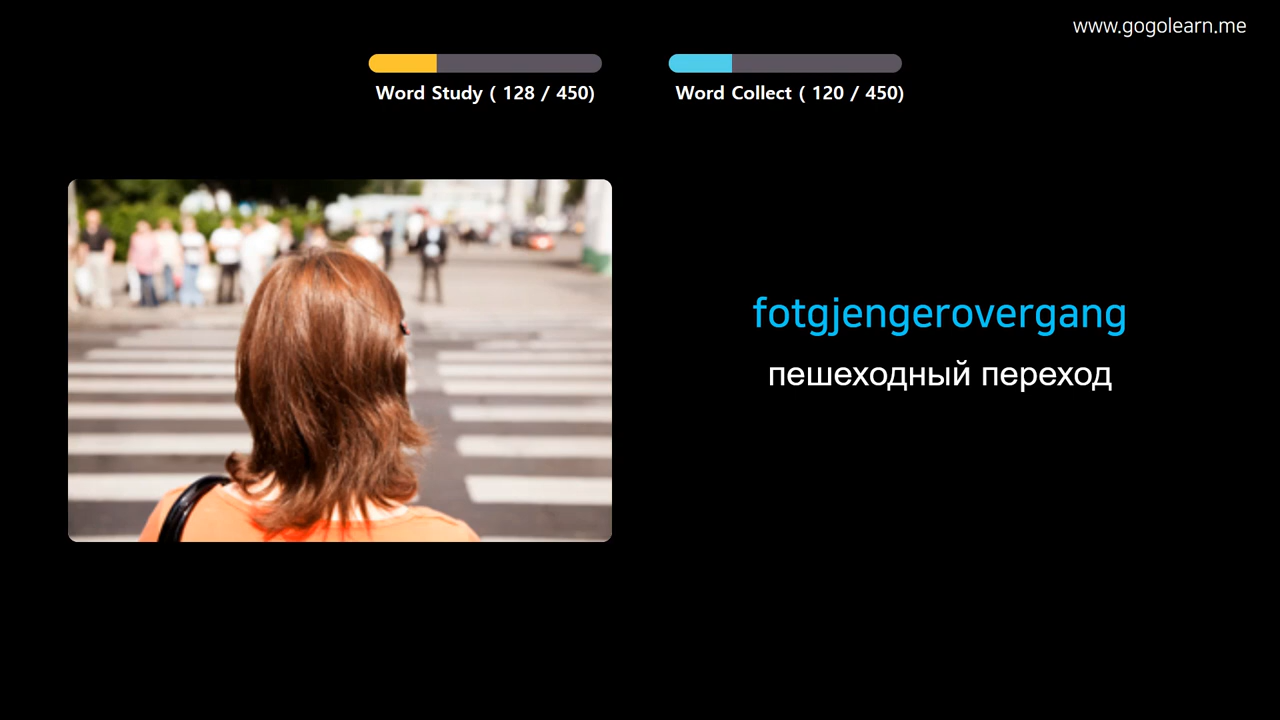 www.gogolearn.me
Word Study ( 128 / 450)
Word Collect ( 120 / 450)
fotgjengerovergang
пешеходный переход